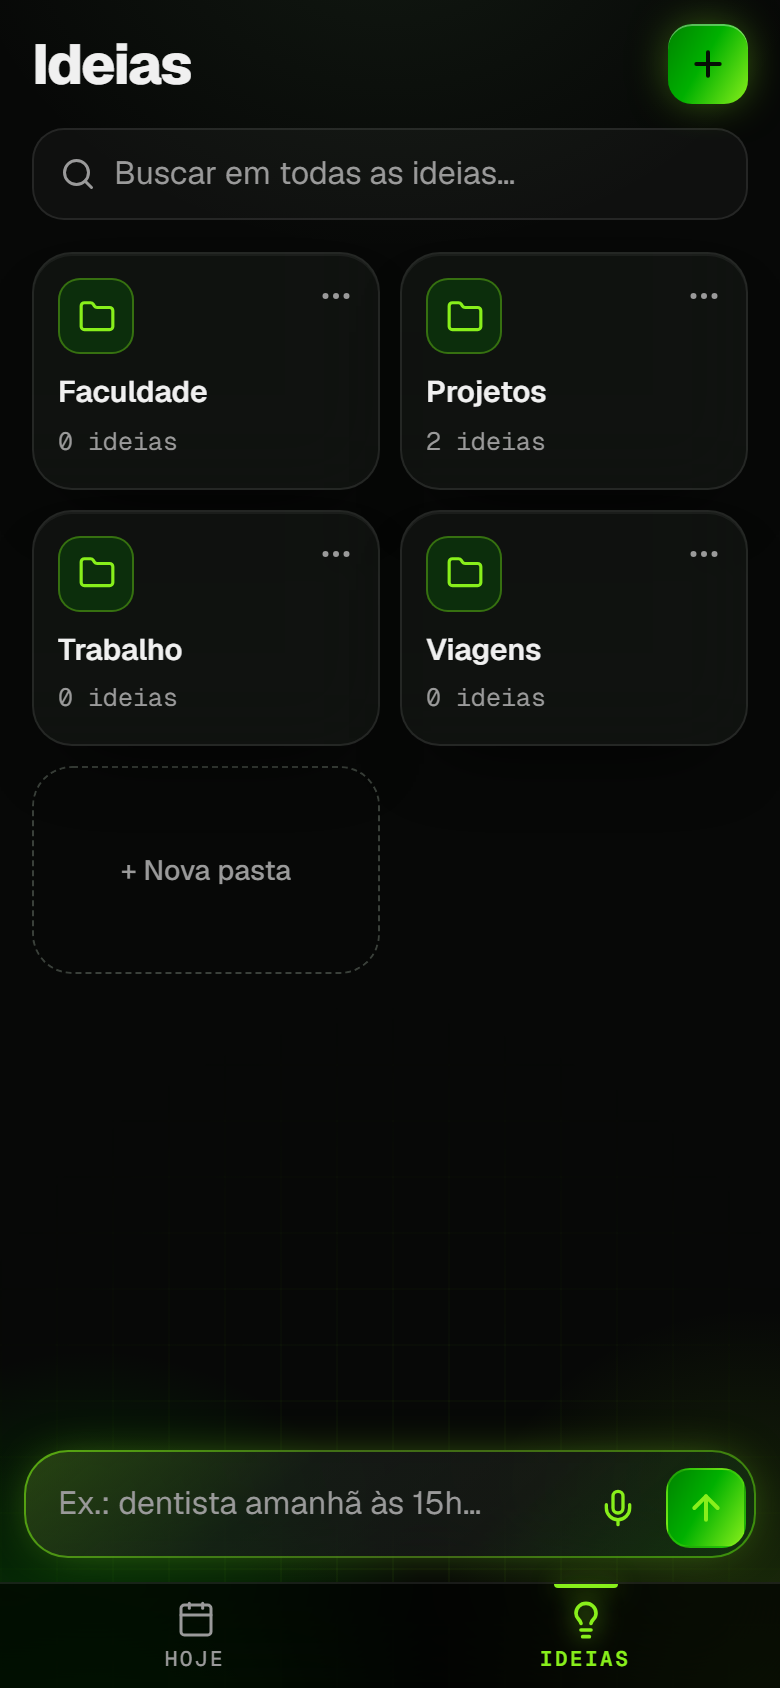 Ideias
Buscar em todas as ideias...
Faculdade
0 ideias
Projetos
2 ideias
Trabalho
0 ideias
Viagens
0 ideias
+ Nova pasta
Ex.: dentista amanhã às 15h...
HOJE
IDEIAS